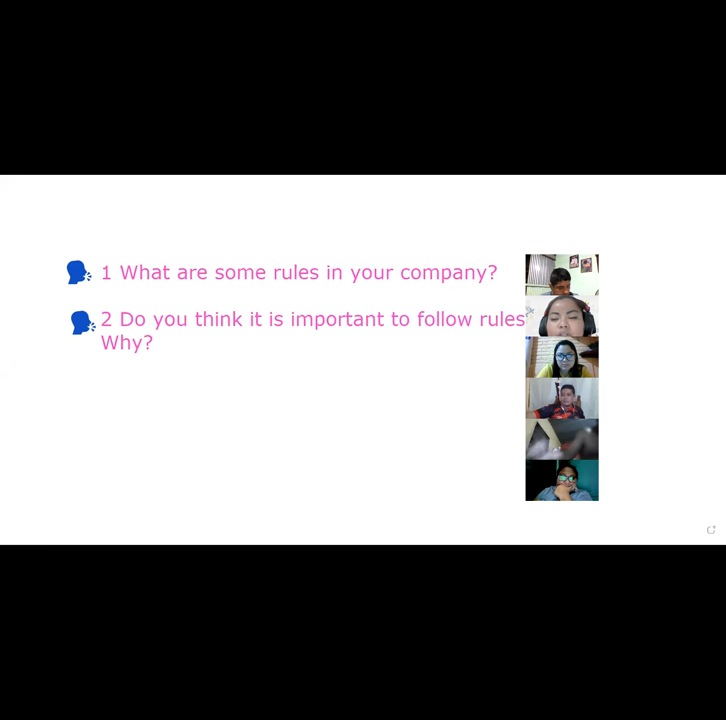 1 What are some rules in your company?
2 Do you think it is important to follow rules
Why?